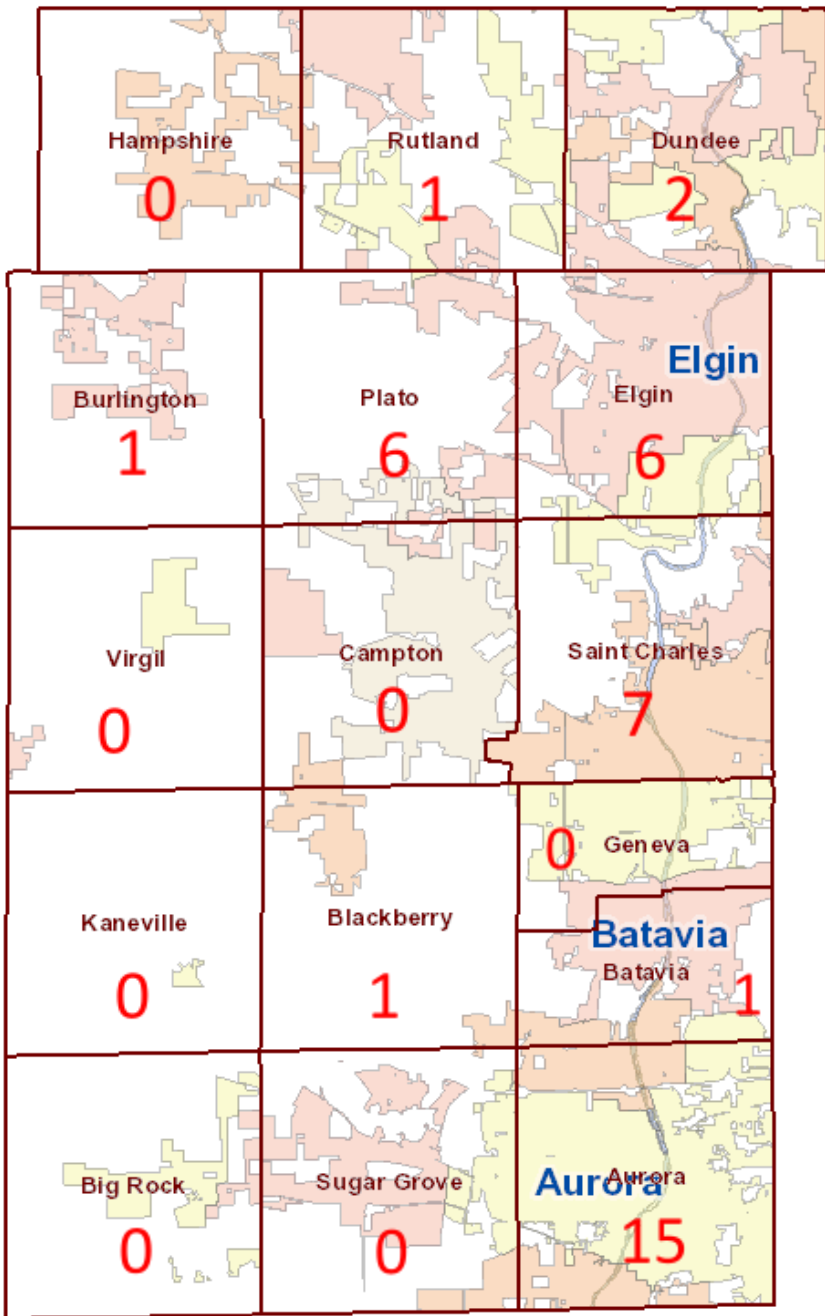 Hampshire
0
Rutland
1
Dundee
2
Burlington
1
Plato
6
Elgin
Elgin
6
Virgil
0
Campton
0
Saint Charles
7
Kaneville
0
Blackberry
1
0
Geneva
Batavia
Batavia
1
Big Rock
0
Sugar Grove
0
Aurora
Aurora
15